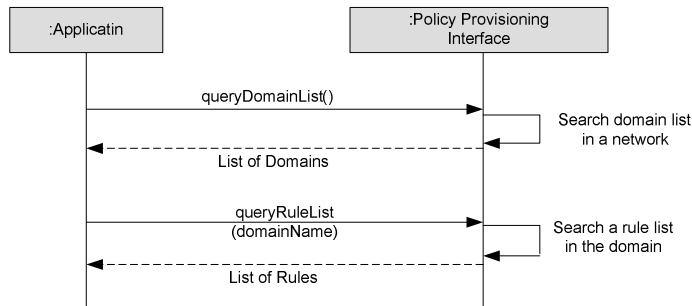 :Applicatin
:Policy Provisioning
Interface
queryDomainList()
Search domain list
in a network
List of Domains
queryRuleList
(domainName)
Search a rule list
in the domain
List of Rules